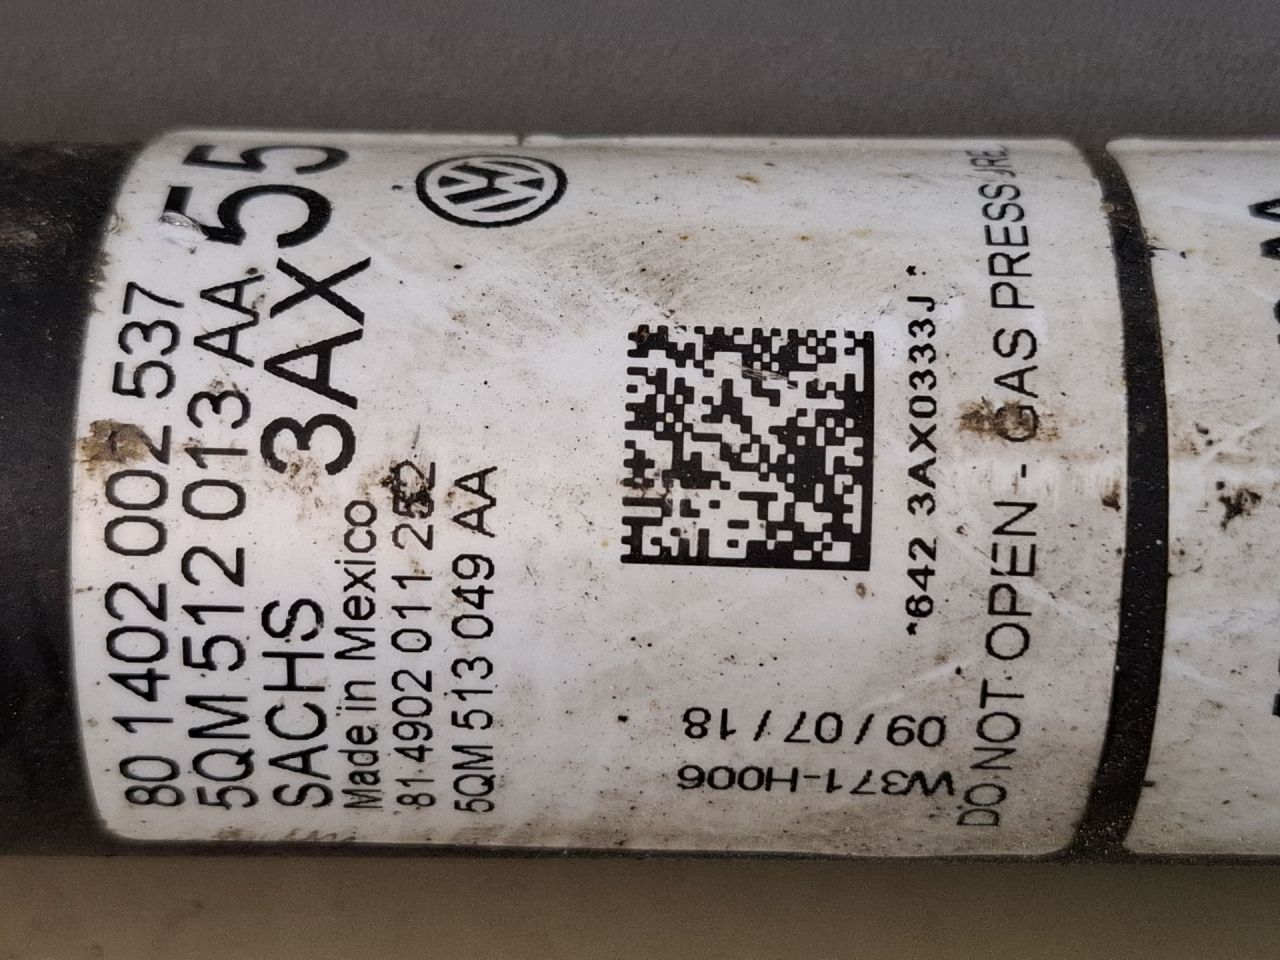 80 1402 002 537
5QM 512 013 AA 55
SACHS 3AX
Made in Mexico
81 4902 011 252
5QM 513 049 AA
*642 3AX0333J*
DO NOT OPEN - GAS PRESSURE
09/07/18
W371-H006